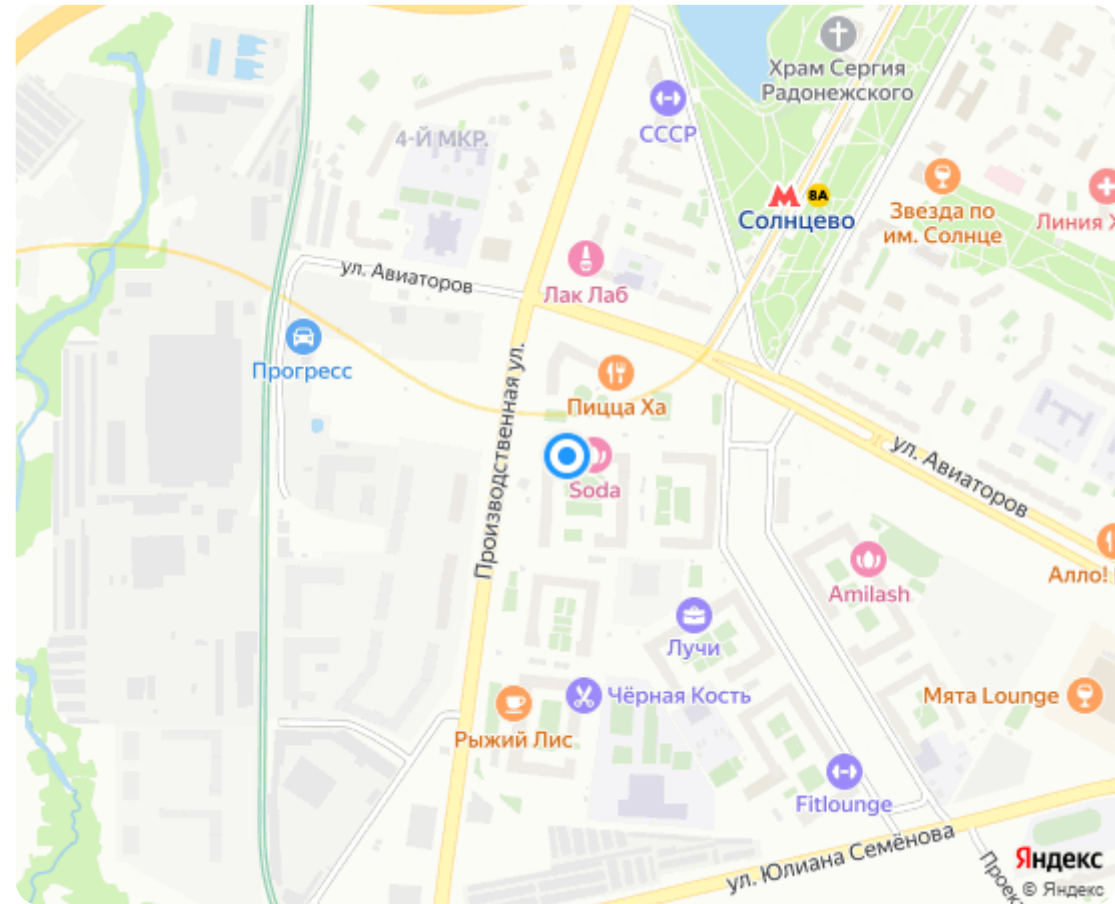 Храм Сергия
Радонежского
СССР
4-Й МКР.
М 8А
Солнцево
Звезда по
им. Солнце
Линия
ул. Авиаторов
Лак Лаб
Прогресс
Пицца Ха
Производственная ул.
Soda
ул. Авиаторов
Алло!
Amilash
Лучи
Чёрная Кость
Мята Lounge
Рыжий Лис
Fitlounge
ул. Юлиана Семёнова
Проек
Яндекс
© Яндекс